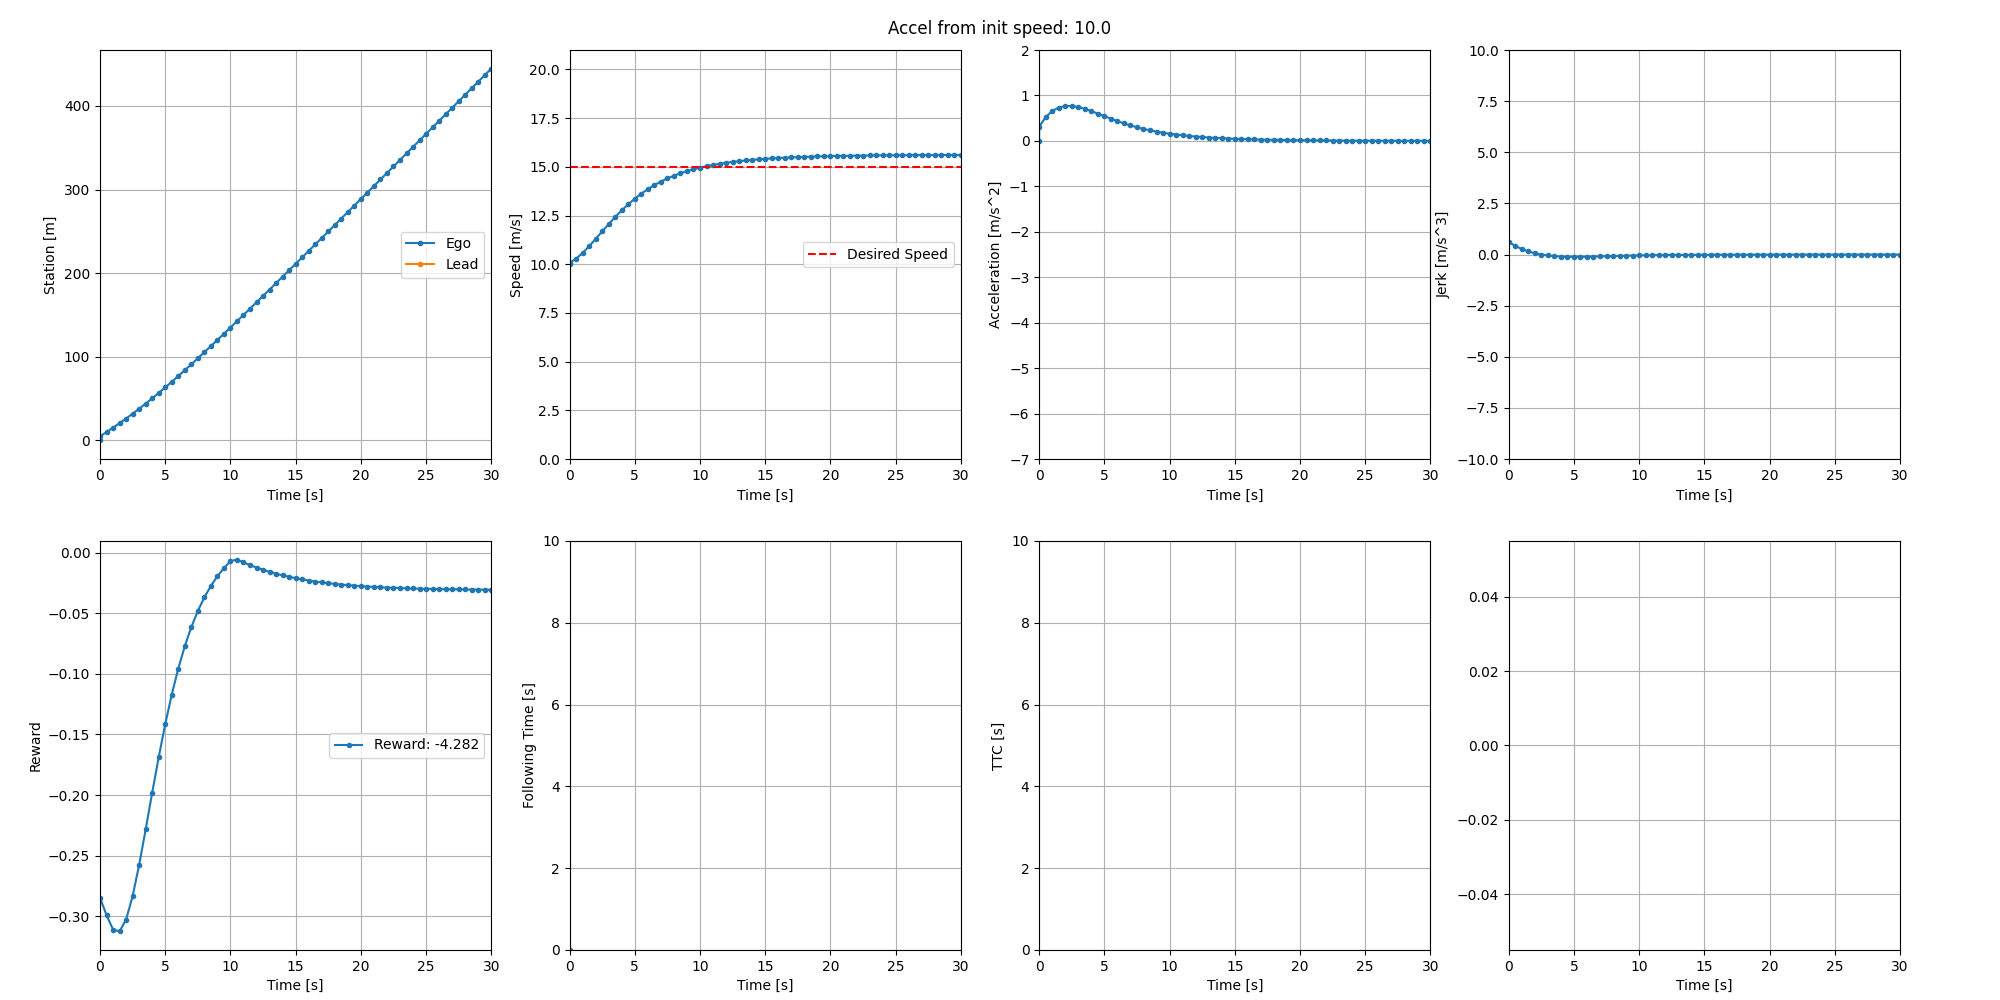 Accel from init speed: 10.0
Station [m]
400
300
200
100
0
Ego
Lead
0 5 10 15 20 25 30
Time [s]
Speed [m/s]
20.0
17.5
15.0
12.5
10.0
7.5
5.0
2.5
0.0
Desired Speed
0 5 10 15 20 25 30
Time [s]
Acceleration [m/s^2]
2
1
0
−1
−2
−3
−4
−5
−6
−7
0 5 10 15 20 25 30
Time [s]
Jerk [m/s^3]
10.0
7.5
5.0
2.5
0.0
−2.5
−5.0
−7.5
−10.0
0 5 10 15 20 25 30
Time [s]
Reward
0.00
−0.05
−0.10
−0.15
−0.20
−0.25
−0.30
Reward: -4.282
0 5 10 15 20 25 30
Time [s]
Following Time [s]
10
8
6
4
2
0
0 5 10 15 20 25 30
Time [s]
TTC [s]
10
8
6
4
2
0
0 5 10 15 20 25 30
Time [s]
0.04
0.02
0.00
−0.02
−0.04
0 5 10 15 20 25 30
Time [s]